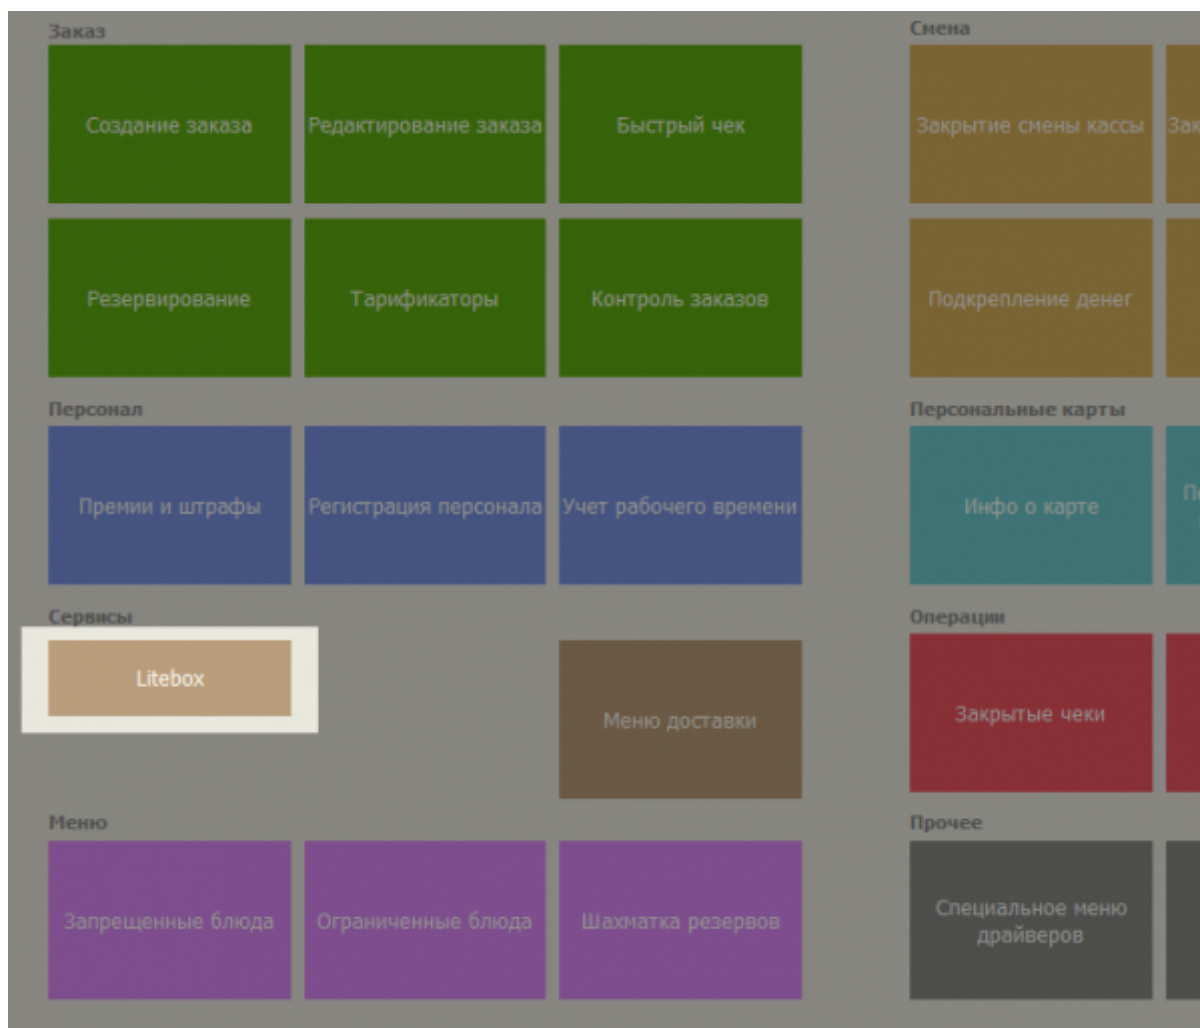 Заказ
Создание заказа
Редактирование заказа
Быстрый чек
Резервирование
Тарификаторы
Контроль заказов
Персонал
Премии и штрафы
Регистрация персонала
Учет рабочего времени
Сервисы
Litebox
Меню доставки
Меню
Запрещенные блюда
Ограниченные блюда
Шахматка резервов
Смена
Закрытие смены кассы
Подкрепление денег
Персональные карты
Инфо о карте
Операции
Закрытые чеки
Прочее
Специальное меню
драйверов